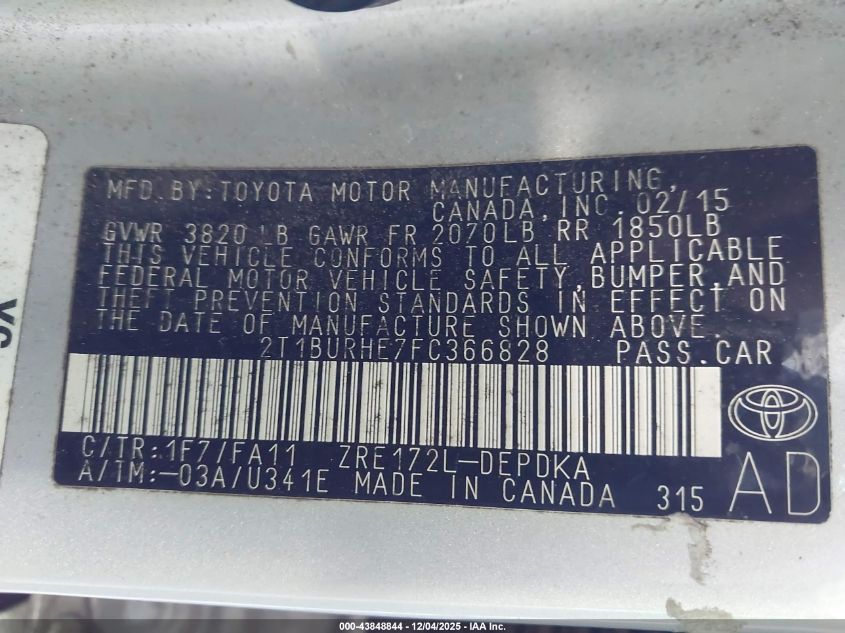 MFD.BY:TOYOTA MOTOR MANUFACTURING,
CANADA,INC.02/15
GVWR 3820 LB GAWR FR 2070LB RR 1850LB
THIS VEHICLE CONFORMS TO ALL APPLICABLE
FEDERAL MOTOR VEHICLE SAFETY,BUMPER,AND
THEFT PREVENTION STANDARDS IN EFFECT ON
THE DATE OF MANUFACTURE SHOWN ABOVE.
2T1BURHE7FC366828 PASS.CAR
C/TR:1F7/FA11 ZRE172L-DEPDKA
A/TM:-03A/U341E MADE IN CANADA 315
AD
000-43848844 - 12/04/2025 - IAA Inc.